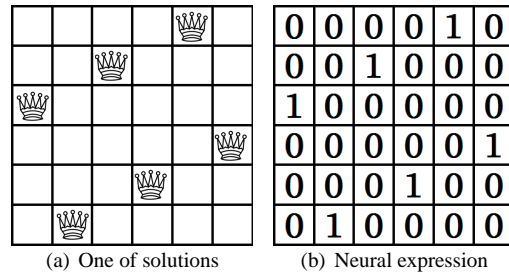 0 0 0 0 1 0
0 0 1 0 0 0
1 0 0 0 0 0
0 0 0 0 0 1
0 0 0 1 0 0
0 1 0 0 0 0
(a) One of solutions
(b) Neural expression